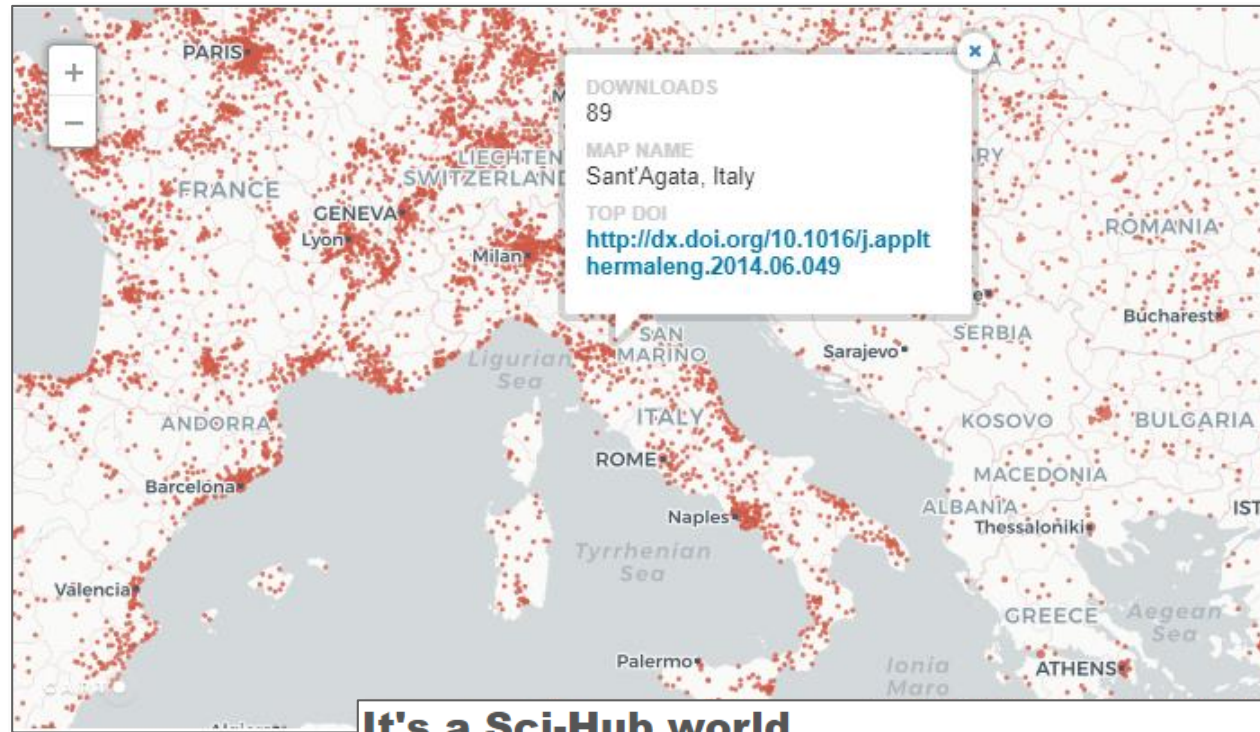 +
−
PARIS
DOWNLOADS
89
MAP NAME
Sant'Agata, Italy
TOP DOI
http://dx.doi.org/10.1016/j.applt
hermaleng.2014.06.049
LIECHTEN
SWITZERLAND
FRANCE
GENEVA
Lyon
Milan
ROMANIA
Bucharest
SERBIA
Sarajevo
SAN
MARINO
Ligurian
Sea
ITALY
ANDORRA
KOSOVO
BULGARIA
ROME
Barcelona
MACEDONIA
ALBANIA
Naples
Thessaloniki
IST
Tyrrhenian
Sea
Valencia
GREECE
Aegean
Sea
Palermo
Ionia
Maro
ATHENS
CARTO
It's a Sci-Hub world